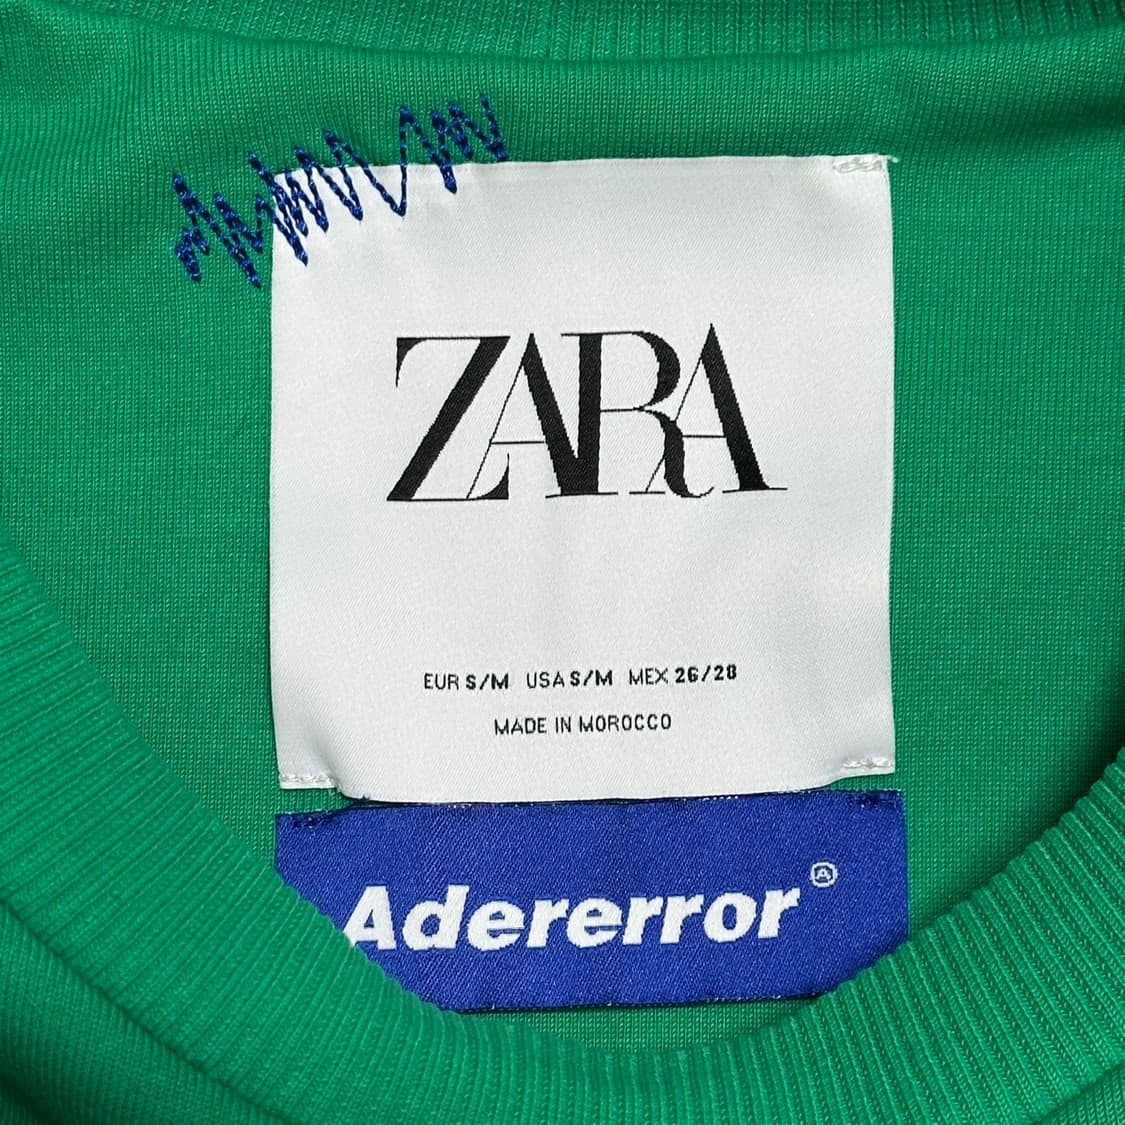 ZARA
EUR S/M USA S/M MEX 26/28
MADE IN MOROCCO
Adererror Ⓐ